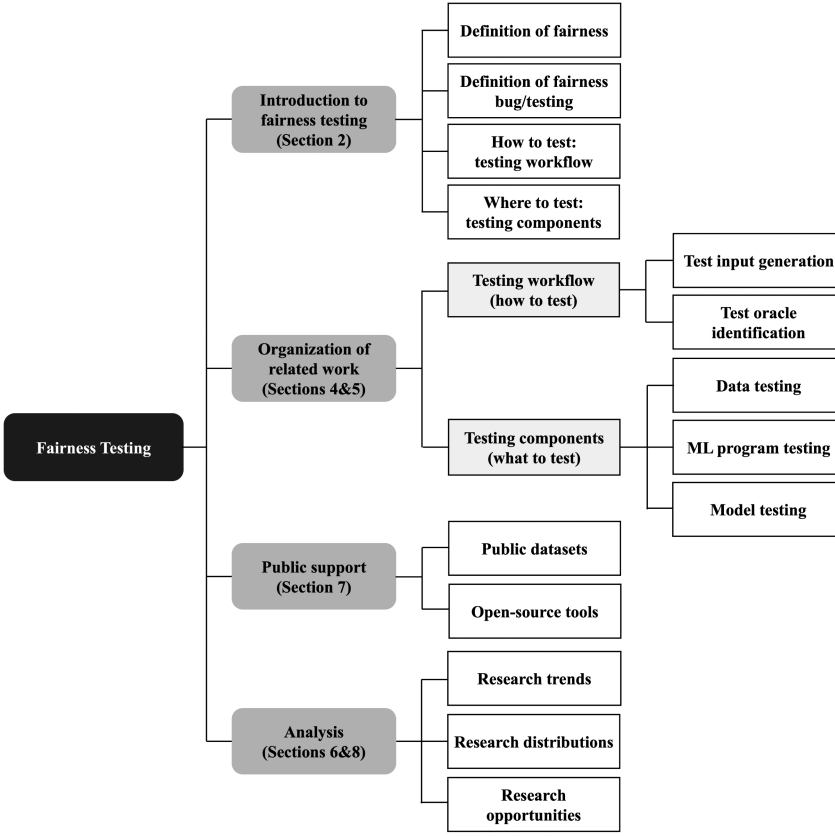 Fairness Testing
Introduction to
fairness testing
(Section 2)
Definition of fairness
Definition of fairness
bug/testing
How to test:
testing workflow
Where to test:
testing components
Organization of
related work
(Sections 4&5)
Testing workflow
(how to test)
Test input generation
Test oracle
identification
Testing components
(what to test)
Data testing
ML program testing
Model testing
Public support
(Section 7)
Public datasets
Open-source tools
Analysis
(Sections 6&8)
Research trends
Research distributions
Research
opportunities